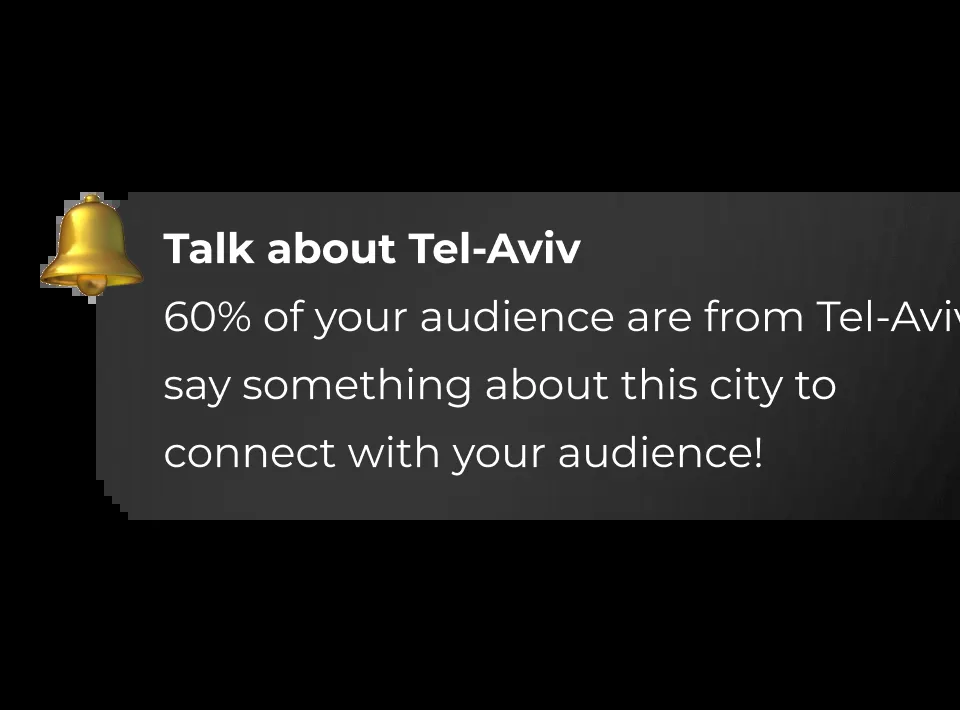 Talk about Tel-Aviv
60% of your audience are from Tel-Aviv
say something about this city to
connect with your audience!